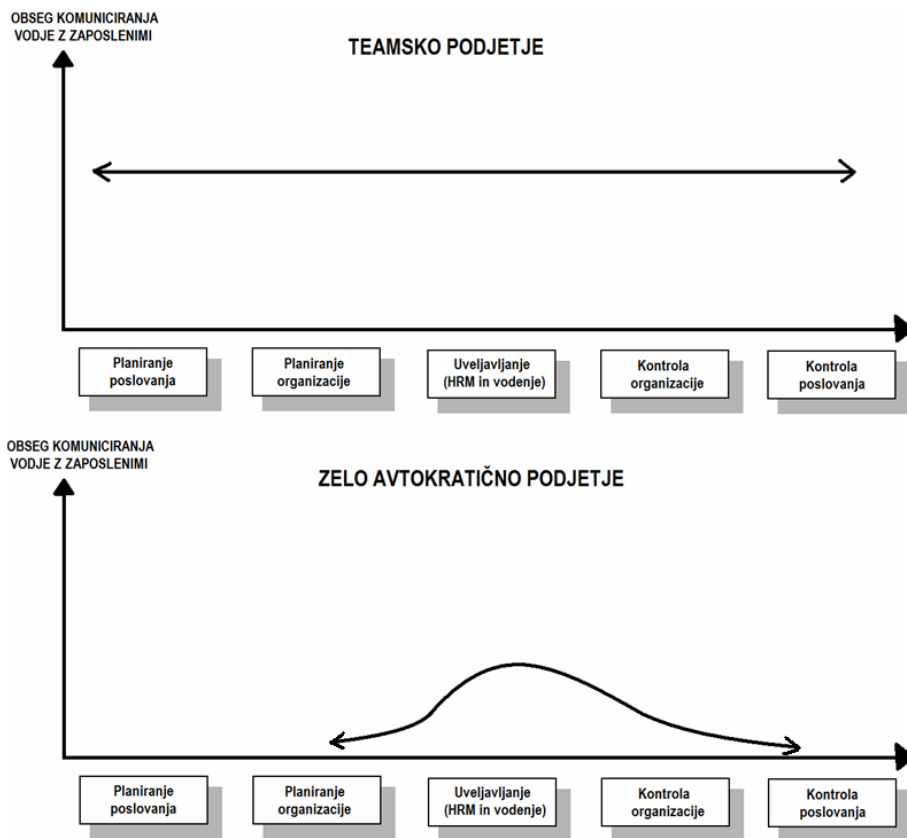 OBSEG KOMUNICIRANJA
VODJE Z ZAPOSLENIMI
TEAMSKO PODJETJE
Planiranje
poslovanja
Planiranje
organizacije
Uveljavljanje
(HRM in vodenje)
Kontrola
organizacije
Kontrola
poslovanja
OBSEG KOMUNICIRANJA
VODJE Z ZAPOSLENIMI
ZELO AVTOKRATIČNO PODJETJE
Planiranje
poslovanja
Planiranje
organizacije
Uveljavljanje
(HRM in vodenje)
Kontrola
organizacije
Kontrola
poslovanja